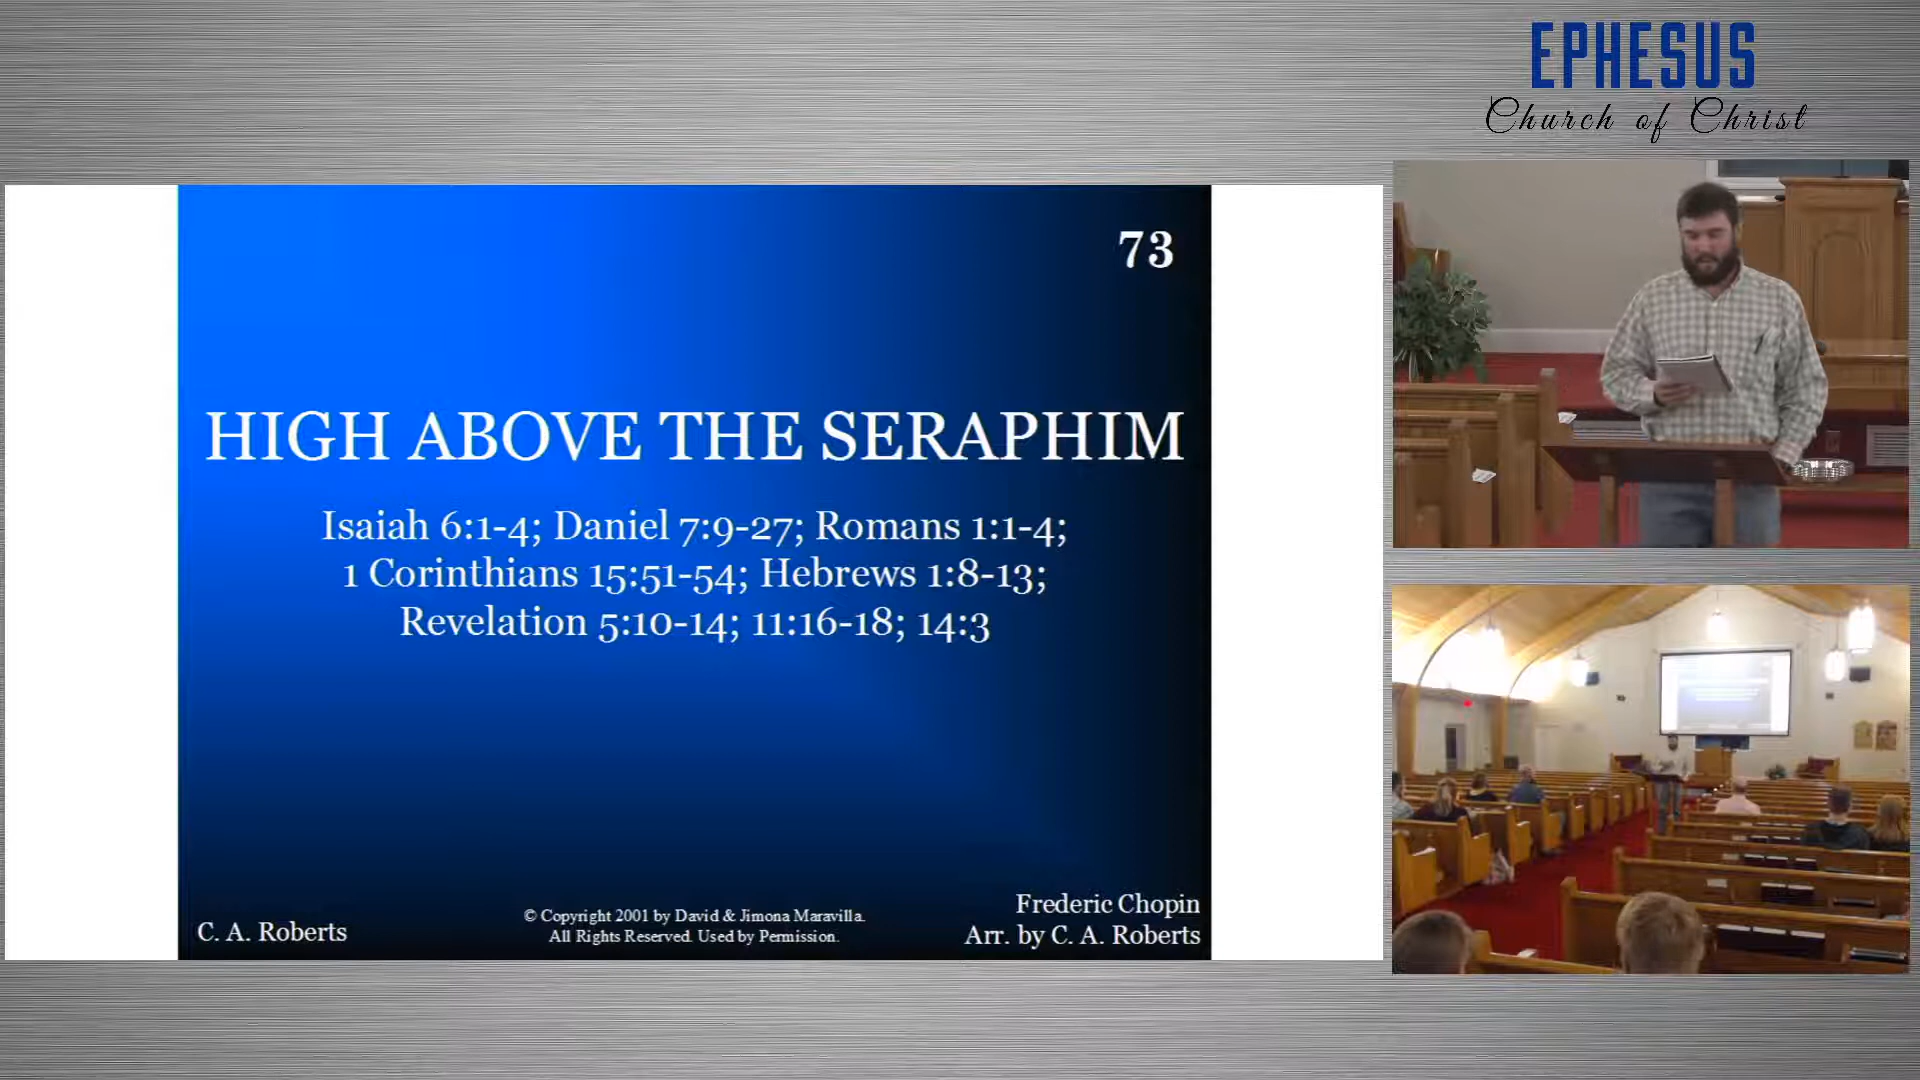 EPHESUS
Church of Christ
73
HIGH ABOVE THE SERAPHIM
Isaiah 6:1-4; Daniel 7:9-27; Romans 1:1-4;
1 Corinthians 15:51-54; Hebrews 1:8-13;
Revelation 5:10-14; 11:16-18; 14:3
C. A. Roberts
© Copyright 2001 by David & Jimona Maravilla.
All Rights Reserved. Used by Permission.
Frederic Chopin
Arr. by C. A. Roberts